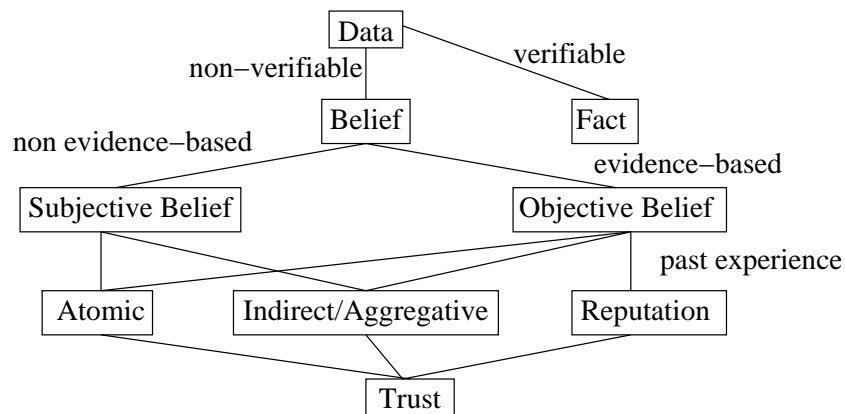 Data
non−verifiable
verifiable
Belief
Fact
non evidence−based
evidence−based
Subjective Belief
Objective Belief
past experience
Atomic
Indirect/Aggregative
Reputation
Trust